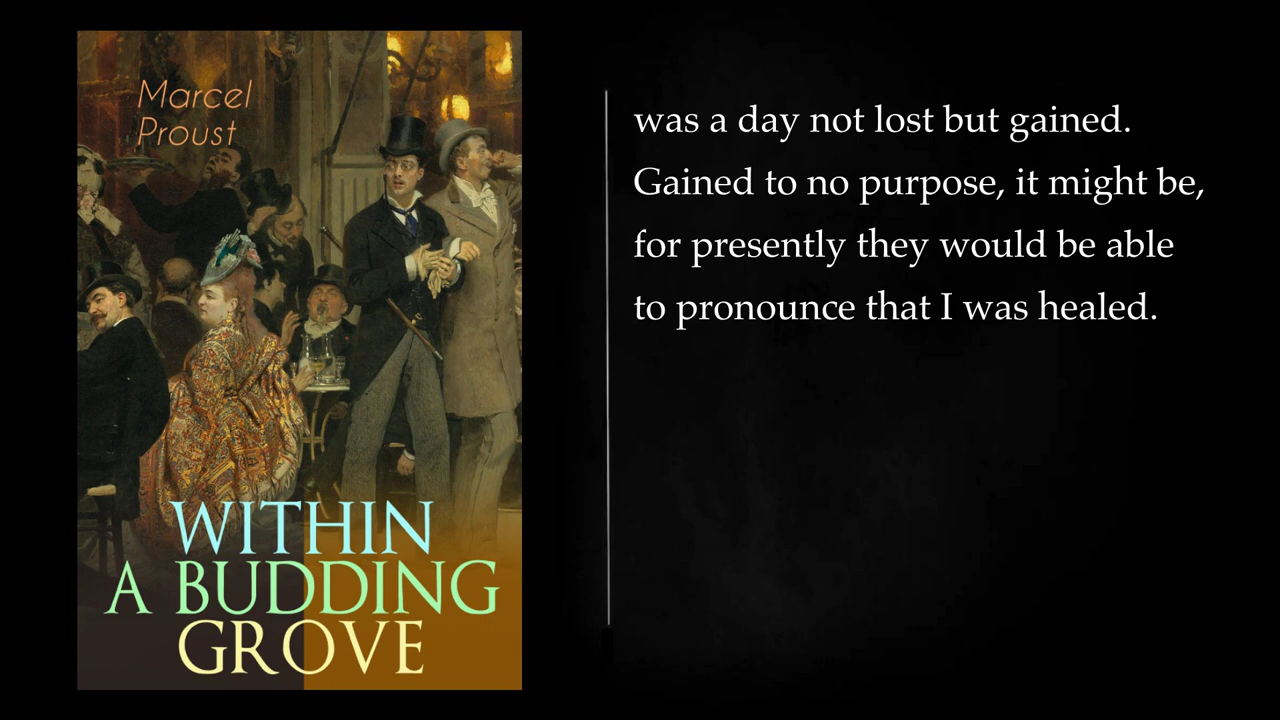 Marcel
Proust
WITHIN
A BUDDING
GROVE
was a day not lost but gained.
Gained to no purpose, it might be,
for presently they would be able
to pronounce that I was healed.